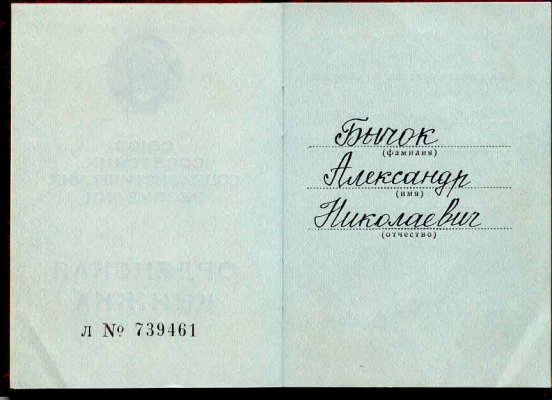 л № 739461
Бычок
(фамилия)
Александр
(имя)
Николаевич
(отчество)